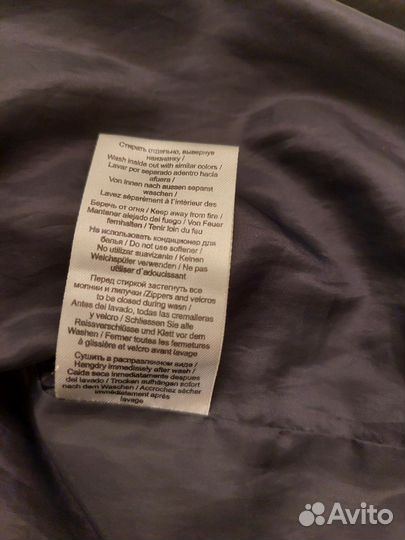 Стирать отдельно, вывернув
наизнанку /
Wash inside out with similar colors /
Lavar por separado adentro hacia
afuera /
Von innen nach aussen separat
waschen /
Lavez séparément à l'intérieur des
Беречь от огня / Keep away from fire /
Mantener alejado del fuego / Von Feuer
fernhalten / Tenir loin du feu
Не использовать кондиционер для
белья / Do not use softener /
No utilizar suavizante / Keinen
Weichspüler verwenden / Ne pas
utiliser d'adoucissant
Перед стиркой застегнуть все
молнии и липучки /Zippers and velcros
to be closed during wash /
Antes del lavado, todas las cremalleras
y velcro / Schliessen Sie alle
Reissverschlüsse und Klett vor dem
Washen / Fermer toutes les fermetures
à glissière et velcro avant lavage
Сушить в расправленном виде /
Hangdry immediately after wash /
Caida seca inmediatamente después
del lavado / Trocken aufhängen sofort
nach dem Waschen / Accrochez sécher
immédiatement après
lavage
Avito